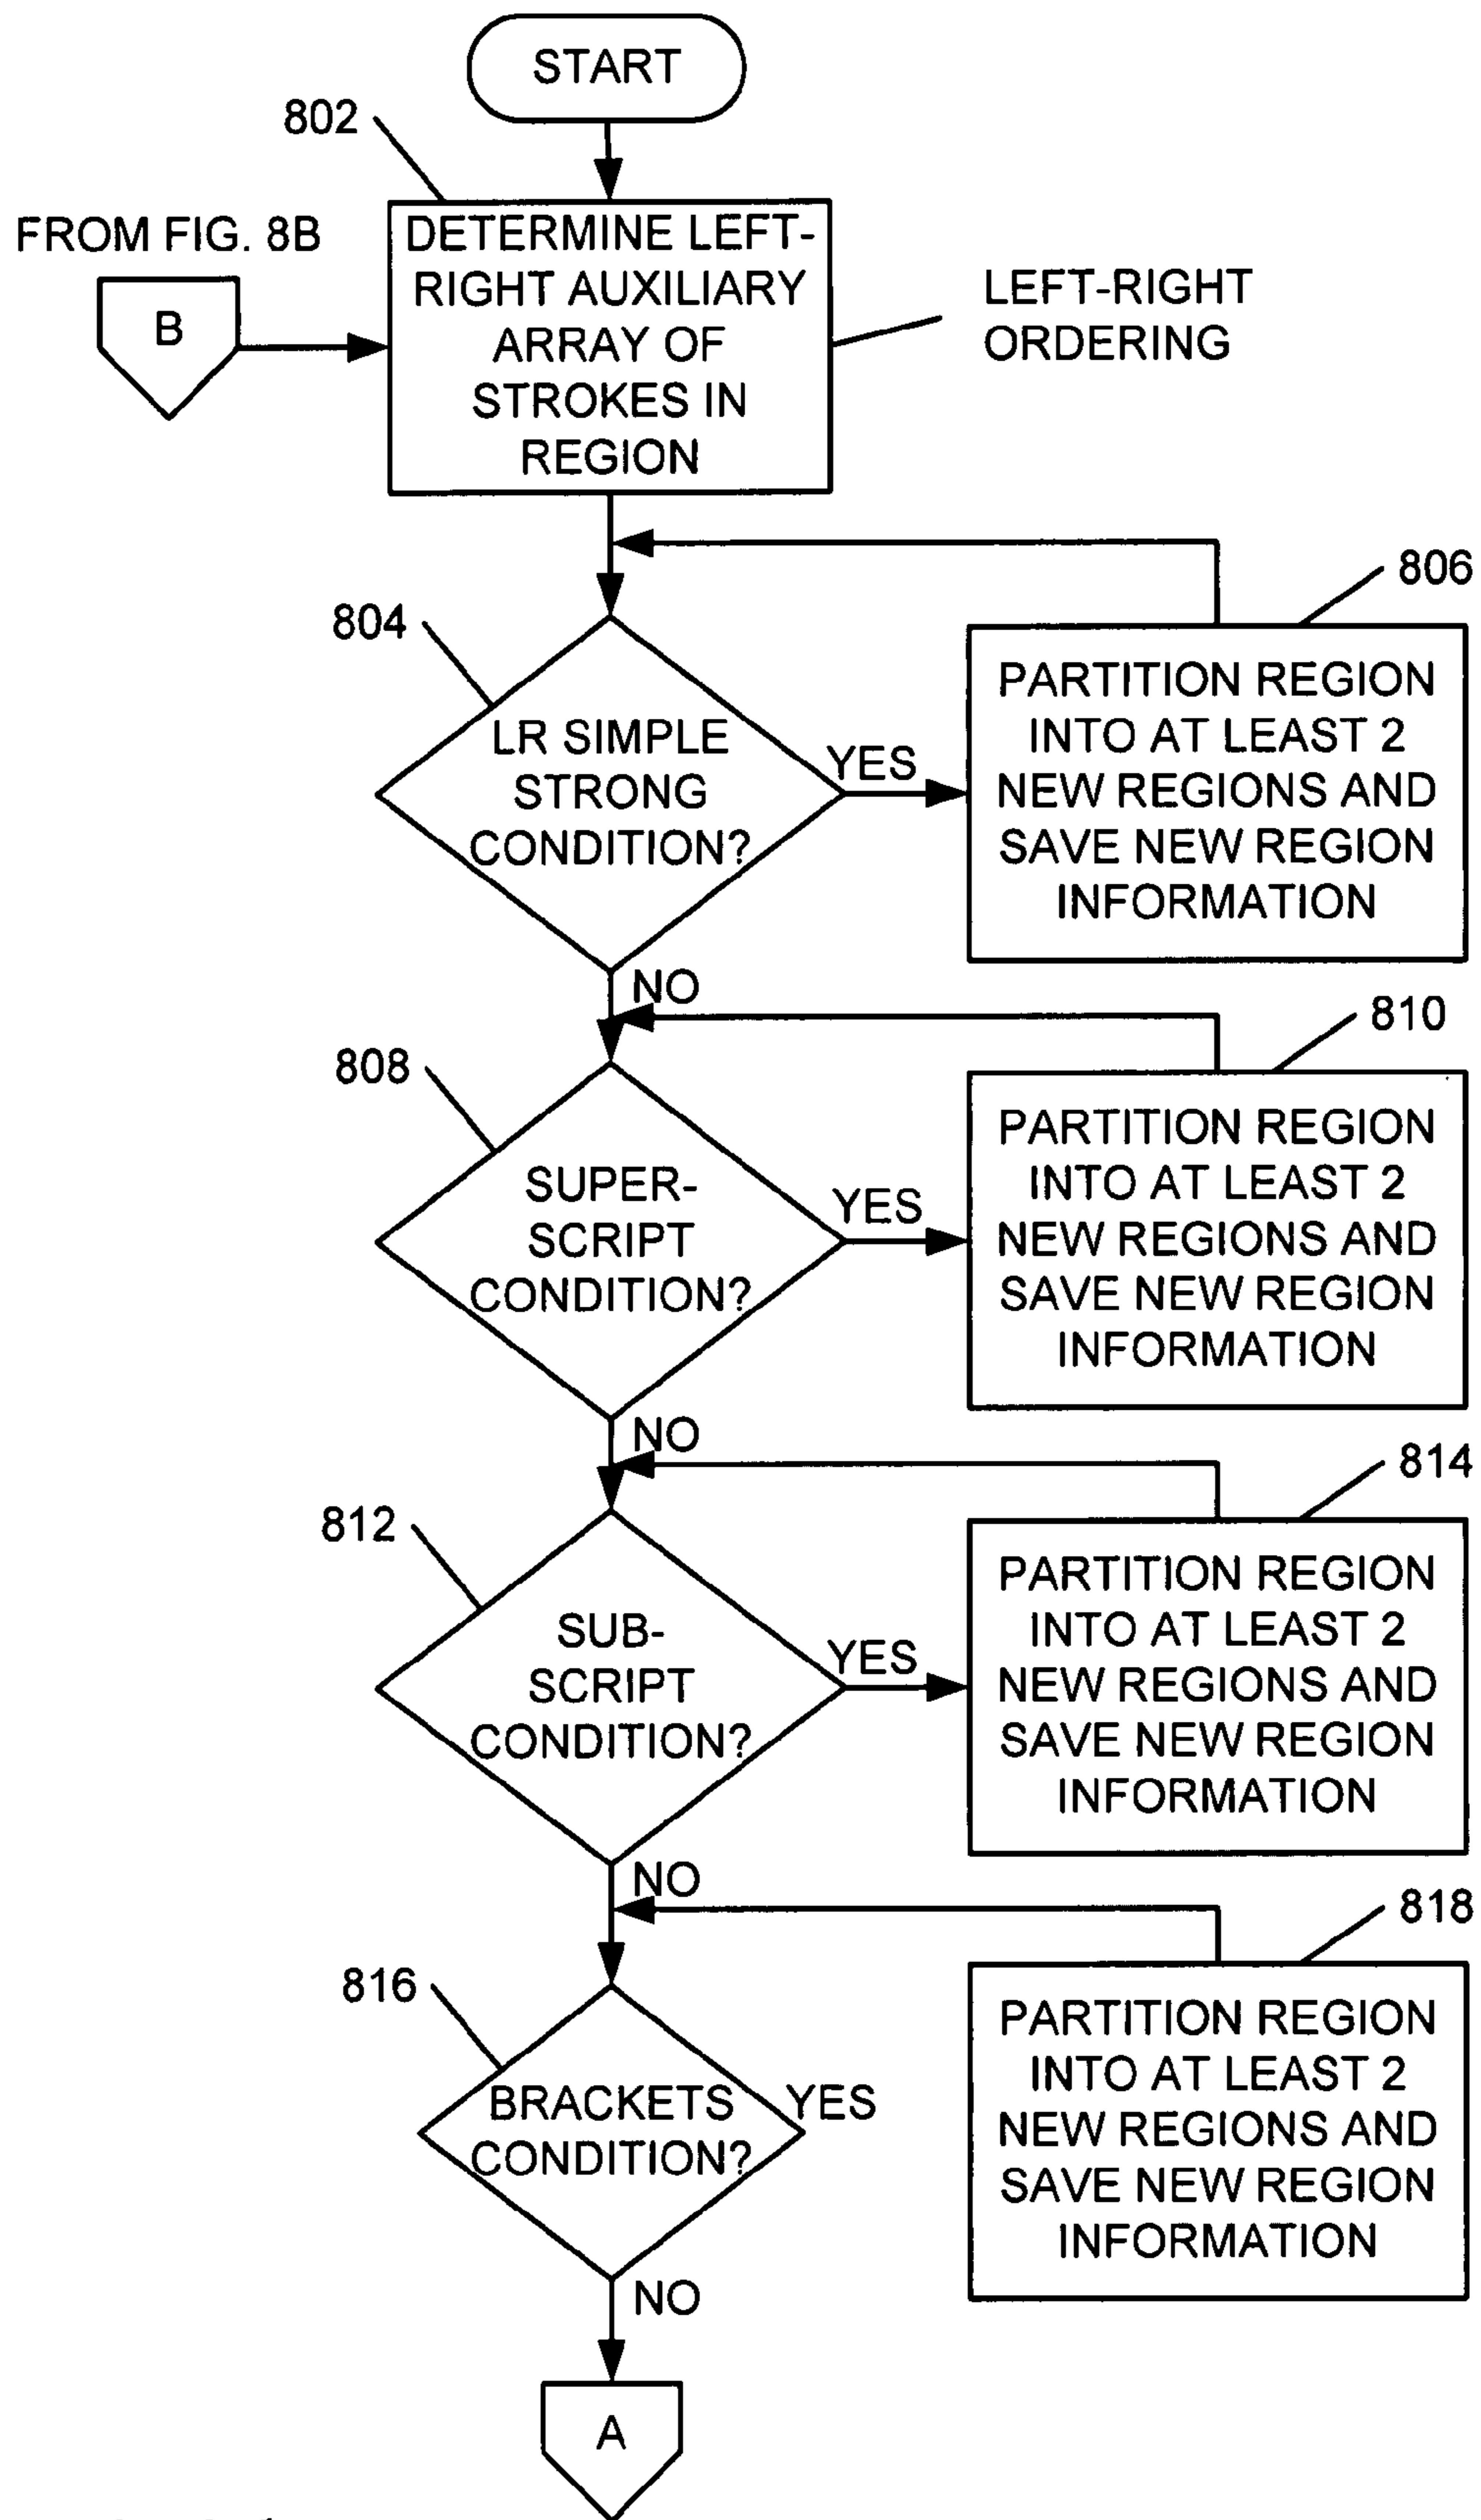 START
802
FROM FIG. 8B
B
DETERMINE LEFT-
RIGHT AUXILIARY
ARRAY OF
STROKES IN
REGION
LEFT-RIGHT
ORDERING
804
LR SIMPLE
STRONG
CONDITION?
YES
NO
806
PARTITION REGION
INTO AT LEAST 2
NEW REGIONS AND
SAVE NEW REGION
INFORMATION
808
SUPER-
SCRIPT
CONDITION?
YES
NO
810
PARTITION REGION
INTO AT LEAST 2
NEW REGIONS AND
SAVE NEW REGION
INFORMATION
812
SUB-
SCRIPT
CONDITION?
YES
NO
814
PARTITION REGION
INTO AT LEAST 2
NEW REGIONS AND
SAVE NEW REGION
INFORMATION
816
BRACKETS
CONDITION?
YES
NO
818
PARTITION REGION
INTO AT LEAST 2
NEW REGIONS AND
SAVE NEW REGION
INFORMATION
A